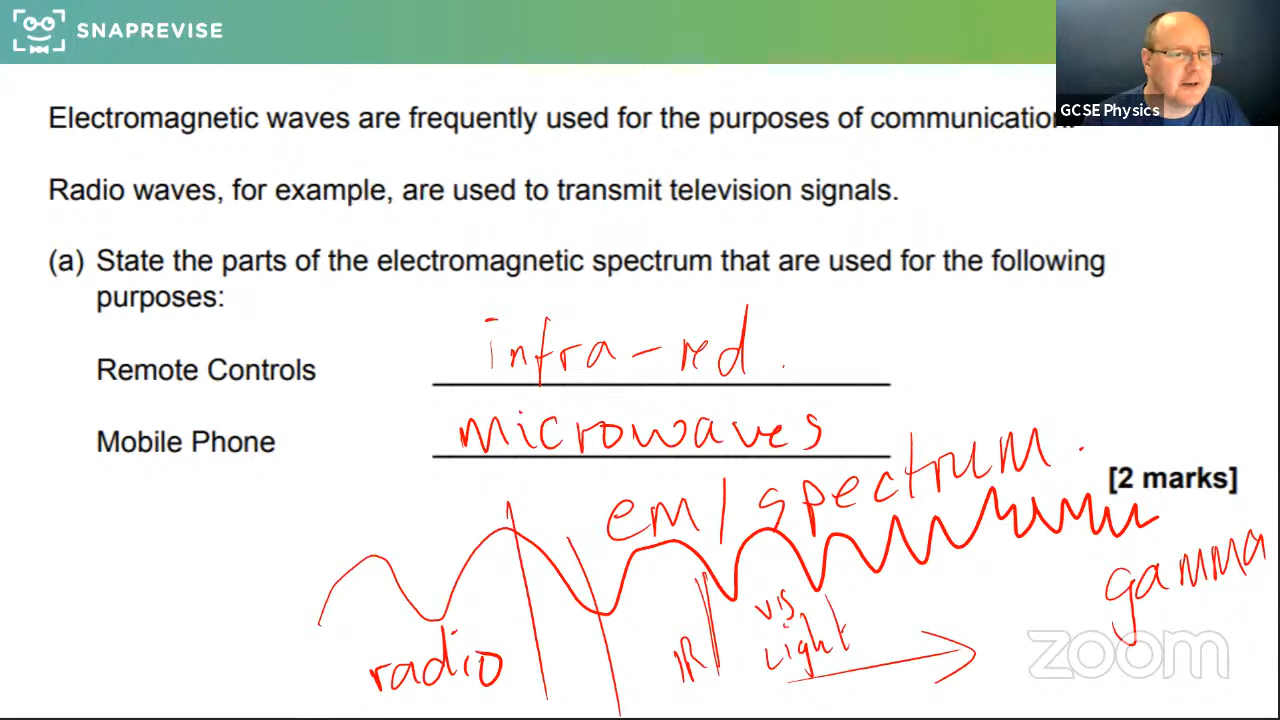 SNAPREVISE
GCSE Physics
Electromagnetic waves are frequently used for the purposes of communication.
Radio waves, for example, are used to transmit television signals.
(a) State the parts of the electromagnetic spectrum that are used for the following
purposes:
Remote Controls infra-red.
Mobile Phone microwaves
[2 marks]
em/spectrum.
gamma
vis
light
IR
radio
zoom